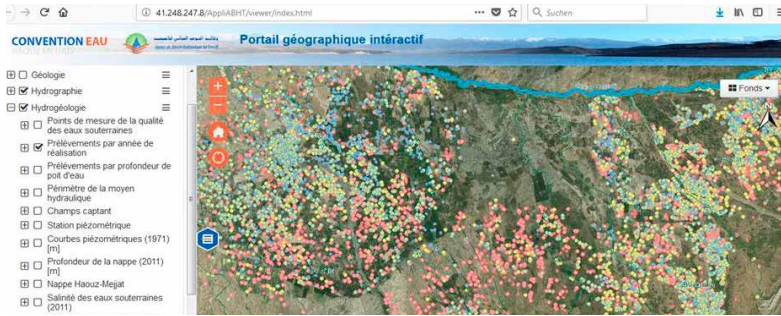 41.248.247.8/AppliABHT/viewer/index.html
Suchen
CONVENTION EAU
Portail géographique intéractif
Géologie
Hydrographie
Hydrogéologie
Points de mesure de la qualité
des eaux souterraines
Prélèvements par année de
réalisation
Prélévements par profondeur de
poit d'eau
Périmètre de la moyen
hydraulique
Champs captant
Station piézométrique
Courbes piézométriques (1971)
[m]
Profondeur de la nappe (2011)
[m]
Nappe Haouz-Mejjat
Salinité des eaux souterraines
(2011)
Fonds